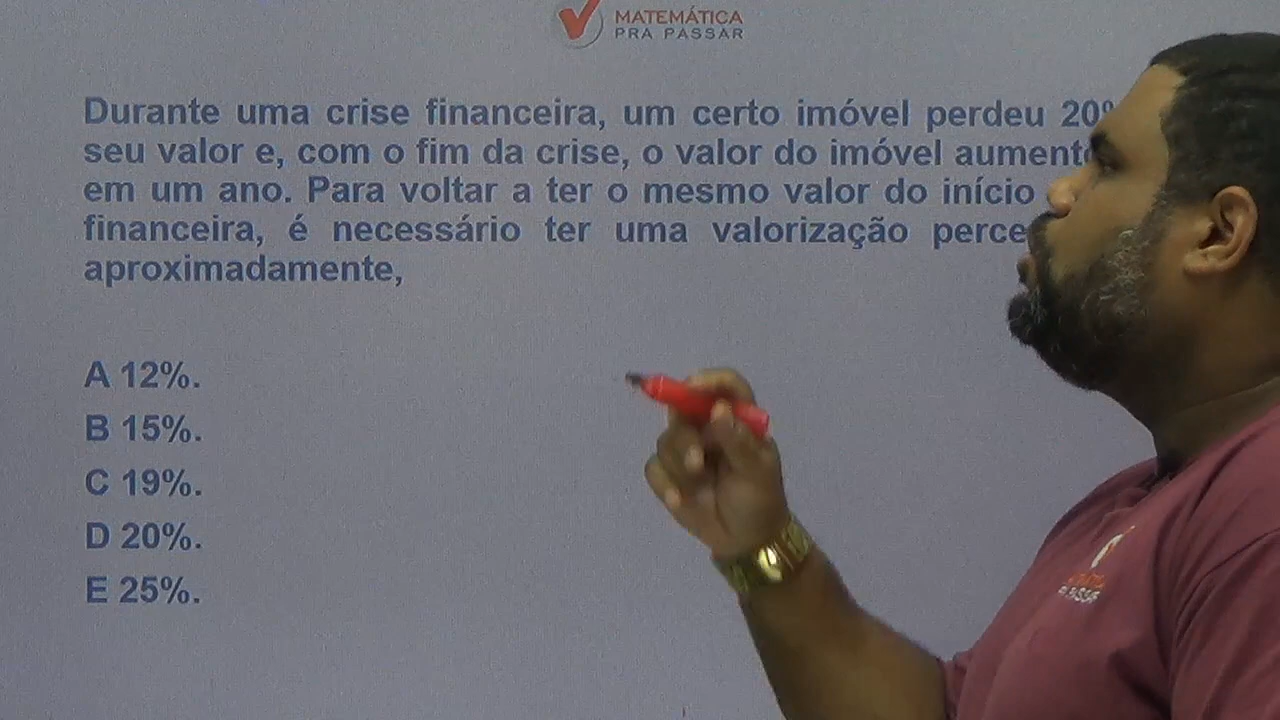 MATEMÁTICA
PRA PASSAR
Durante uma crise financeira, um certo imóvel perdeu
seu valor e, com o fim da crise, o valor do imóvel
em um ano. Para voltar a ter o mesmo valor do início
financeira, é necessário ter uma valorização
aproximadamente,
A 12%.
B 15%.
C 19%.
D 20%.
E 25%.